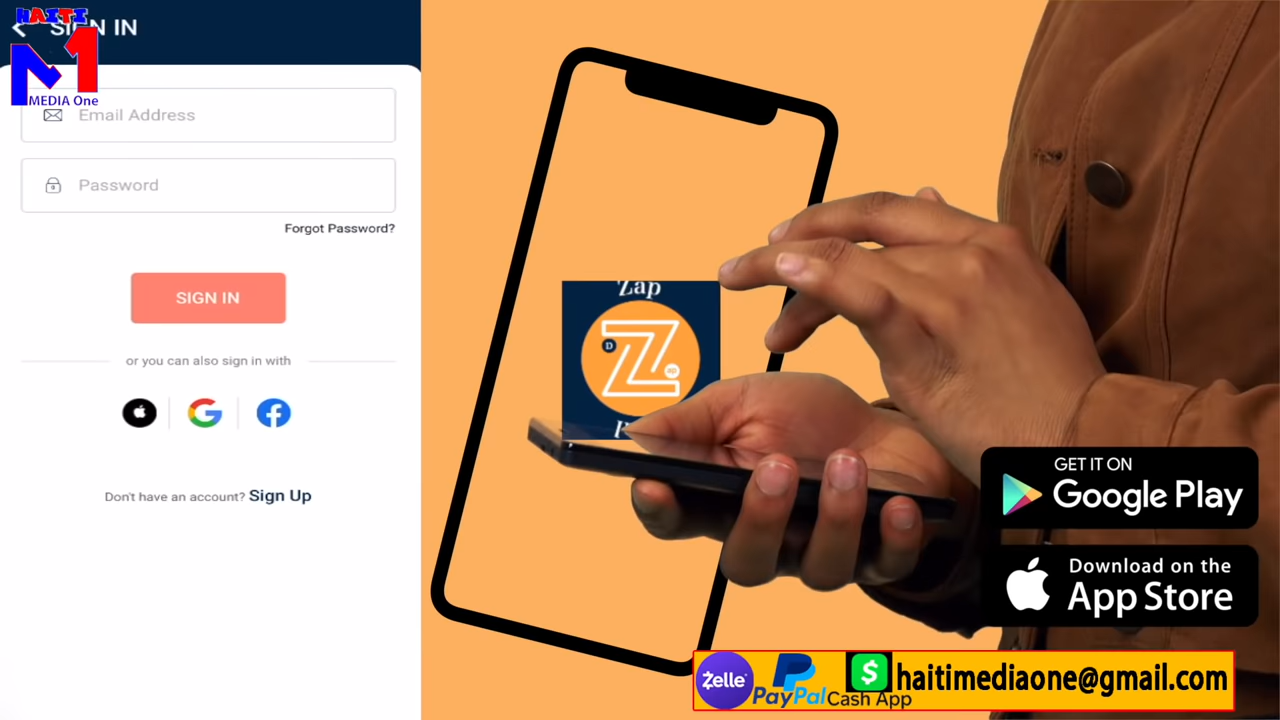 HAITI
M1
MEDIA One
SIGN IN
Email Address
Password
Forgot Password?
SIGN IN
or you can also sign in with
Don't have an account? Sign Up
Zap
Z
D
GET IT ON
Google Play
Download on the
App Store
Zelle
PayPal
$
Cash App
haitimediaone@gmail.com